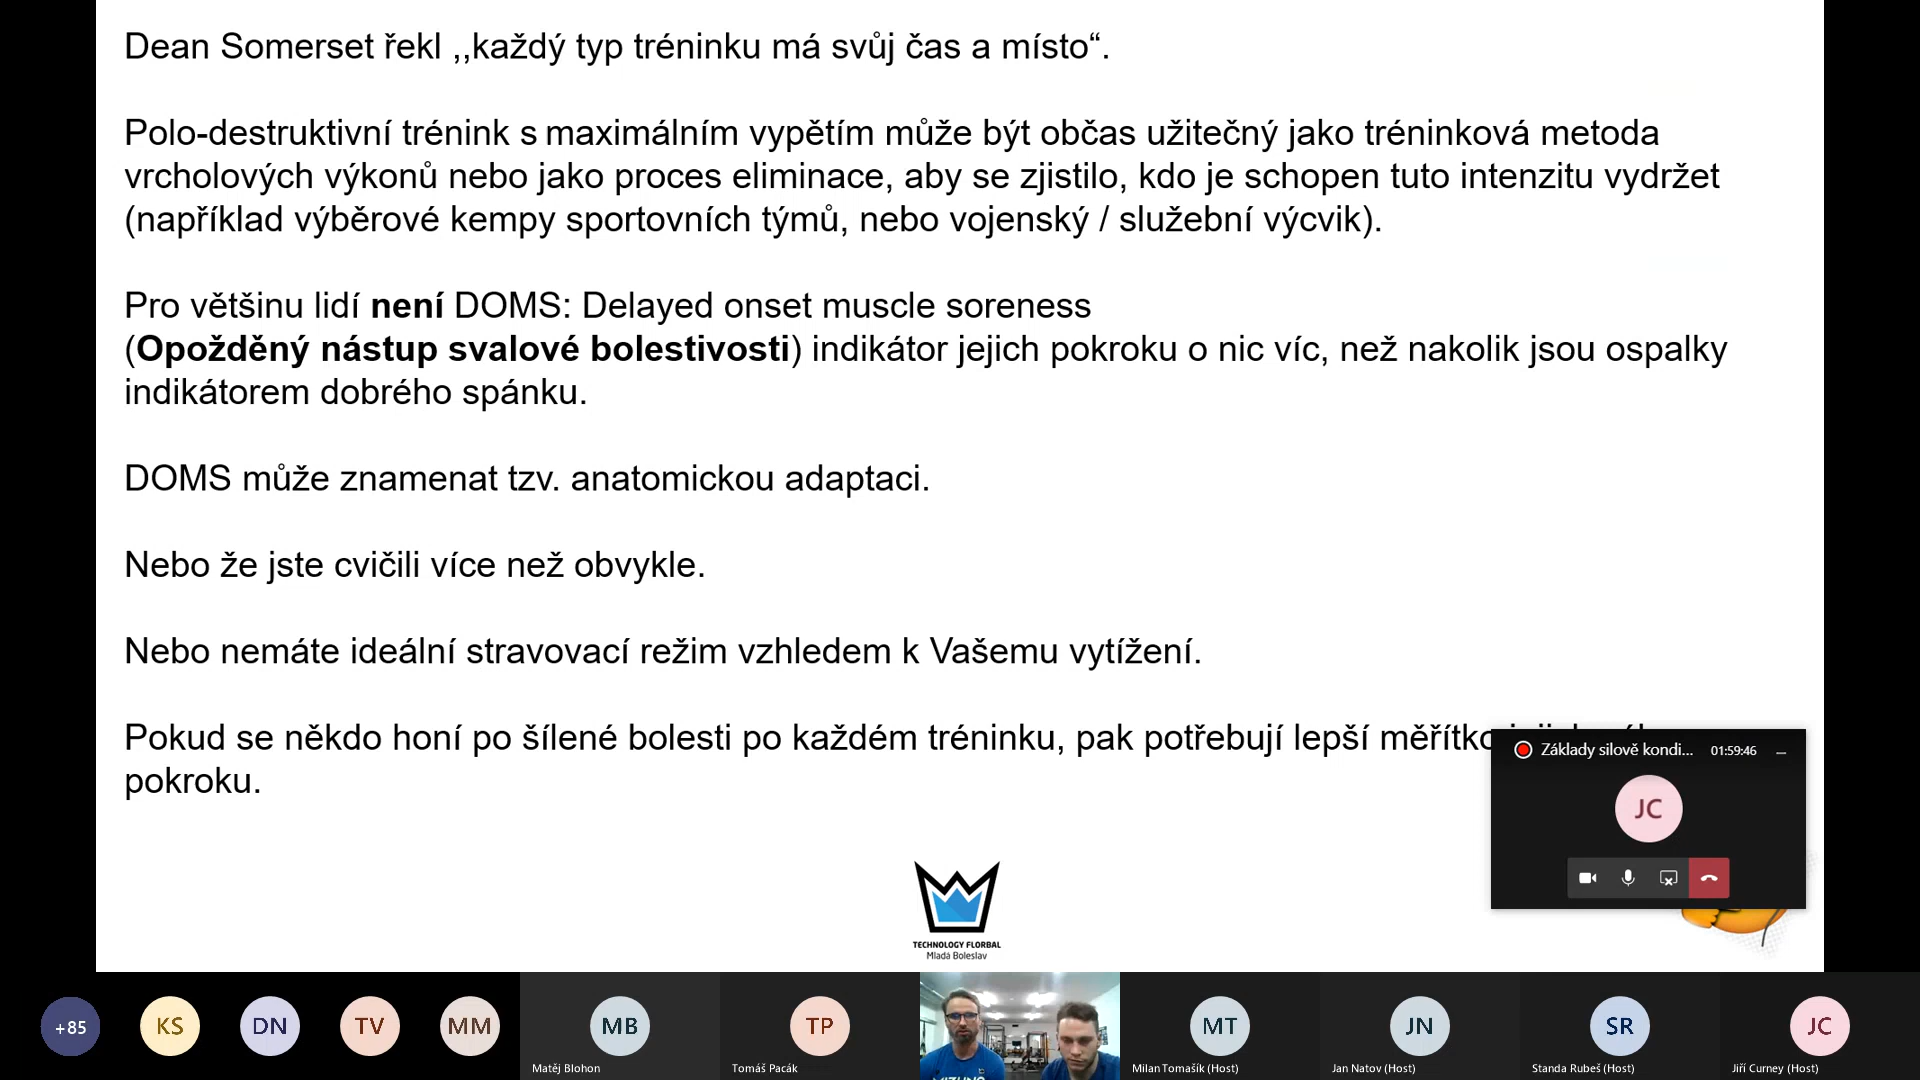 Dean Somerset řekl ,,každý typ tréninku má svůj čas a místo“.
Polo-destruktivní trénink s maximálním vypětím může být občas užitečný jako tréninková metoda
vrcholových výkonů nebo jako proces eliminace, aby se zjistilo, kdo je schopen tuto intenzitu vydržet
(například výběrové kempy sportovních týmů, nebo vojenský / služební výcvik).
Pro většinu lidí není DOMS: Delayed onset muscle soreness
(Opožděný nástup svalové bolestivosti) indikátor jejich pokroku o nic víc, než nakolik jsou ospalky
indikátorem dobrého spánku.
DOMS může znamenat tzv. anatomickou adaptaci.
Nebo že jste cvičili více než obvykle.
Nebo nemáte ideální stravovací režim vzhledem k Vašemu vytížení.
Pokud se někdo honí po šílené bolesti po každém tréninku, pak potřebují lepší měřítko
pokroku.
Základy silově kondi... 01:59:46
JC
TECHNOLOGY FLORBAL
Mladá Boleslav
+85
KS
DN
TV
MM
MB
Matěj Blohon
TP
Tomáš Pacák
MIZUNO
MT
Milan Tomašík (Host)
JN
Jan Natov (Host)
SR
Standa Rubeš (Host)
JC
Jiří Curney (Host)